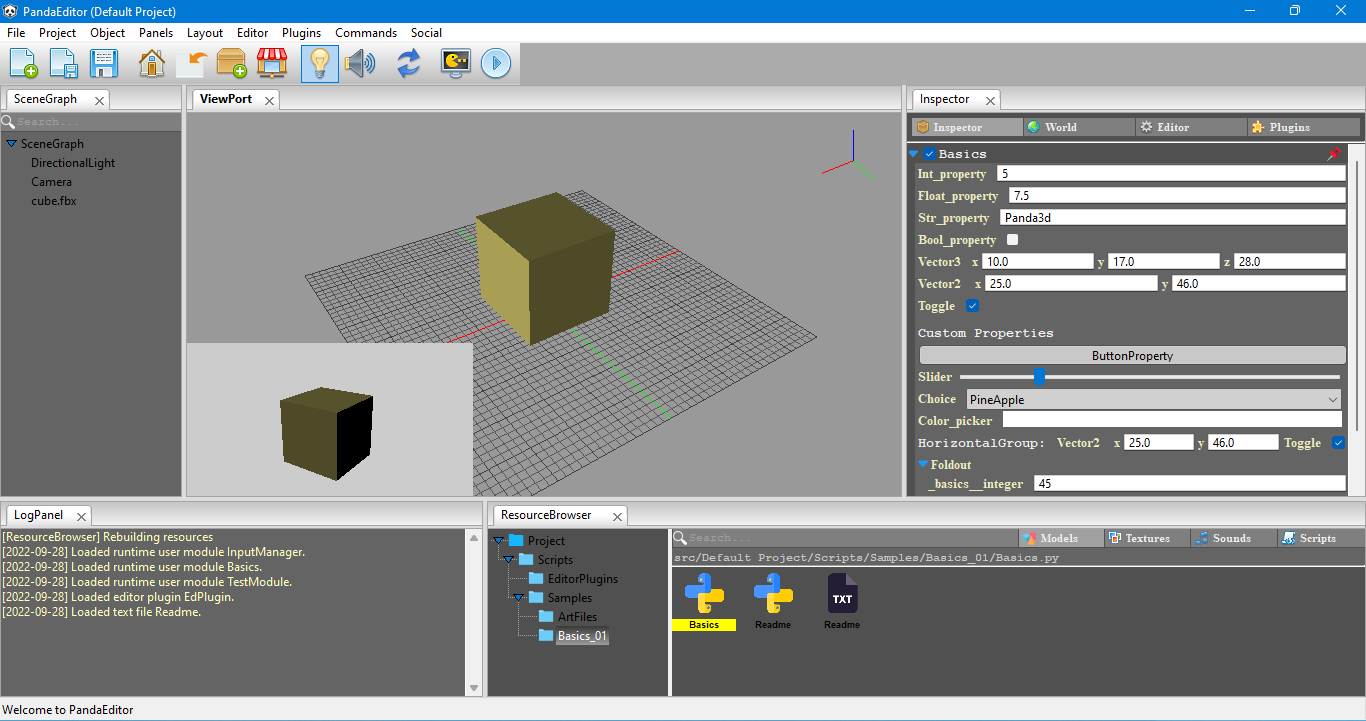 PandaEditor (Default Project)
File Project Object Panels Layout Editor Plugins Commands Social
SceneGraph
Search...
SceneGraph
DirectionalLight
Camera
cube.fbx
ViewPort
Inspector
Inspector World Editor Plugins
Basics
Int_property 5
Float_property 7.5
Str_property Panda3d
Bool_property
Vector3 x 10.0 y 17.0 z 28.0
Vector2 x 25.0 y 46.0
Toggle
Custom Properties
ButtonProperty
Slider
Choice PineApple
Color_picker
HorizontalGroup: Vector2 x 25.0 y 46.0 Toggle
Foldout
_basics__integer 45
LogPanel
[ResourceBrowser] Rebuilding resources
[2022-09-28] Loaded runtime user module InputManager.
[2022-09-28] Loaded runtime user module Basics.
[2022-09-28] Loaded runtime user module TestModule.
[2022-09-28] Loaded editor plugin EdPlugin.
[2022-09-28] Loaded text file Readme.
ResourceBrowser
Project
Scripts
EditorPlugins
Samples
ArtFiles
Basics_01
Search... Models Textures Sounds Scripts
src/Default Project/Scripts/Samples/Basics_01/Basics.py
TXT
Basics Readme Readme
Welcome to PandaEditor